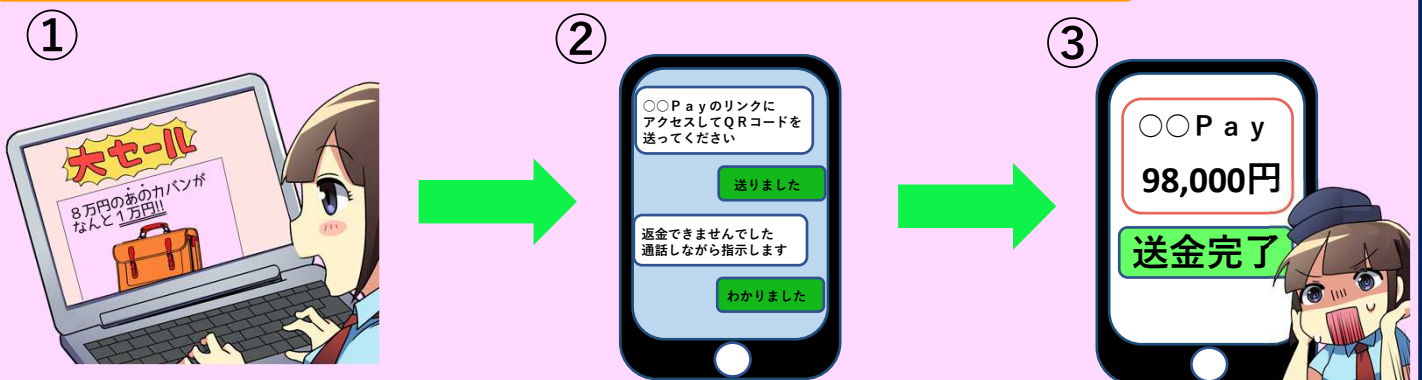 ①
大セール
8万円のあのカバンが
なんと1万円!!
②
○○Payのリンクに
アクセスしてQRコードを
送ってください
送りました
返金できませんでした
通話しながら指示します
わかりました
③
○○Pay
98,000円
送金完了